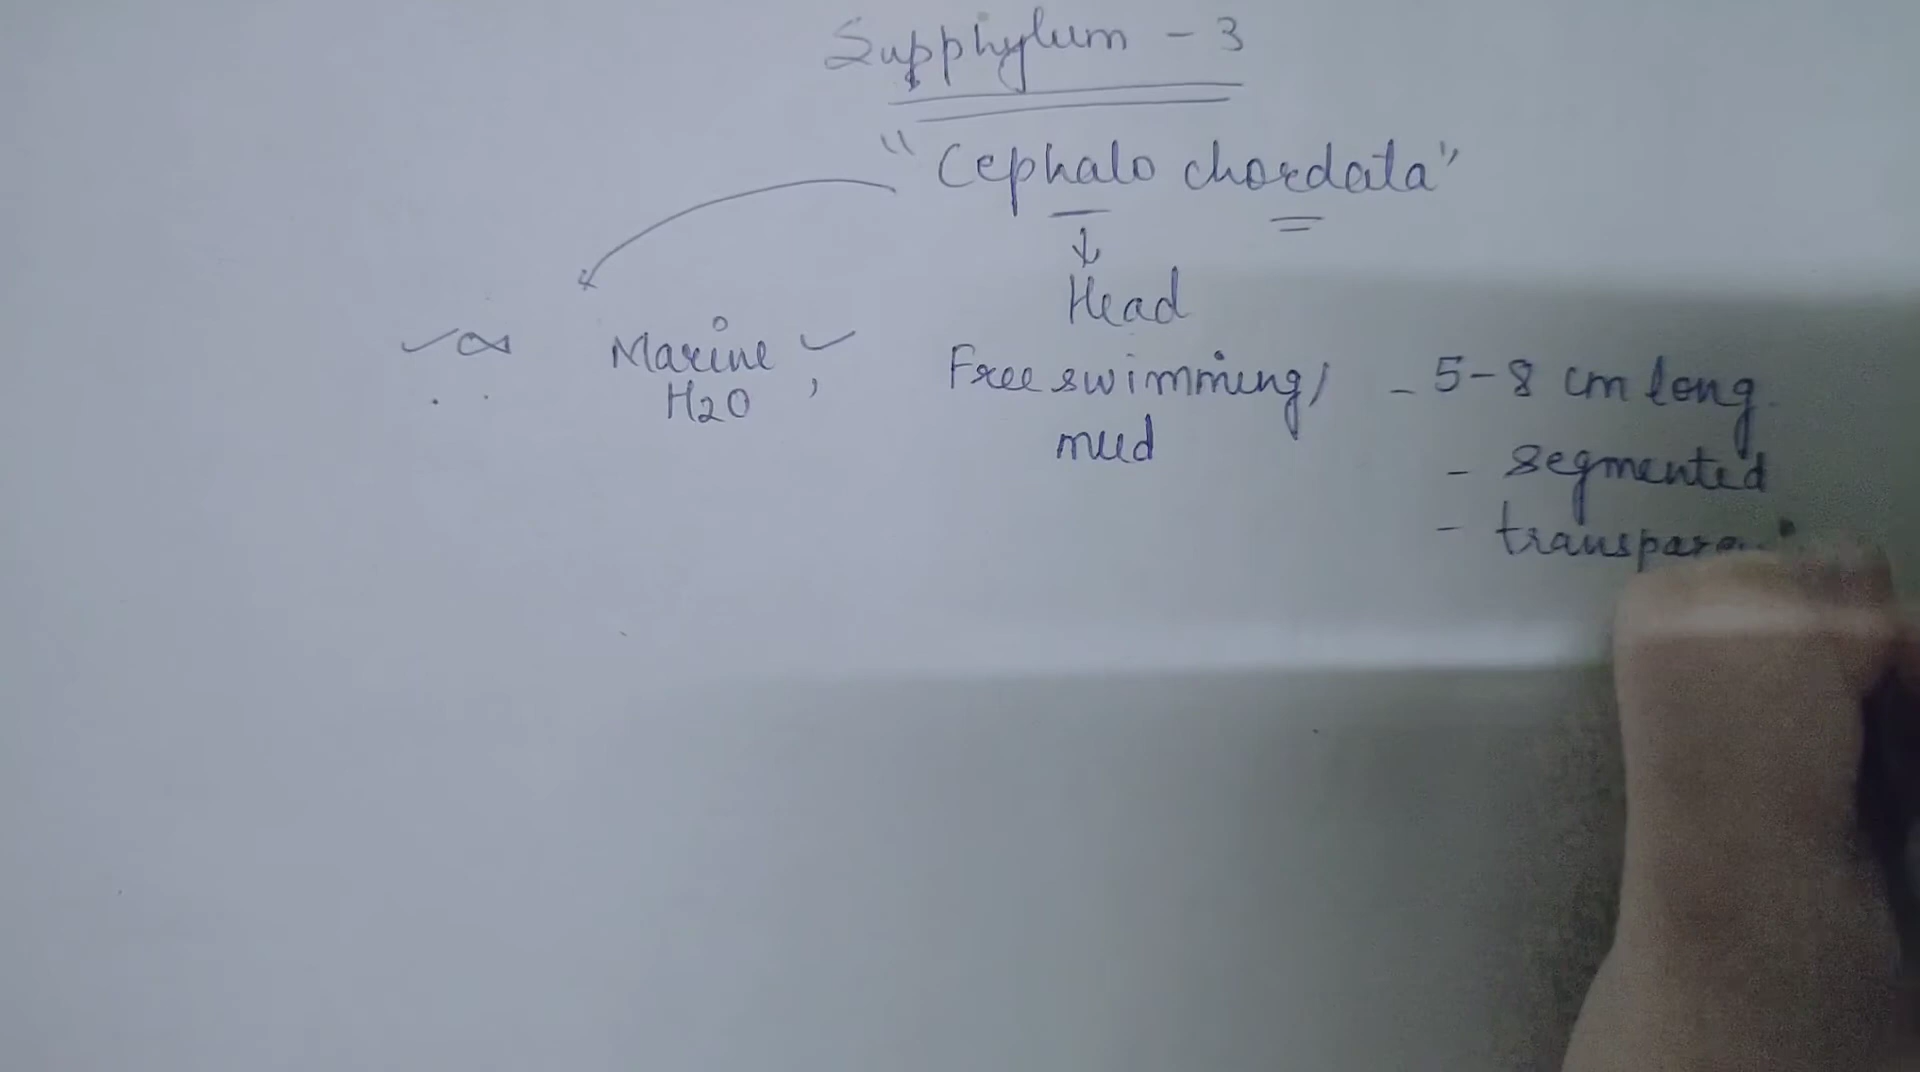 Supphylum - 3
"Cephalo chordata"
Head
Marine
H2O ,
Free swimming,
mud
- 5-8 cm long
- segmented
-